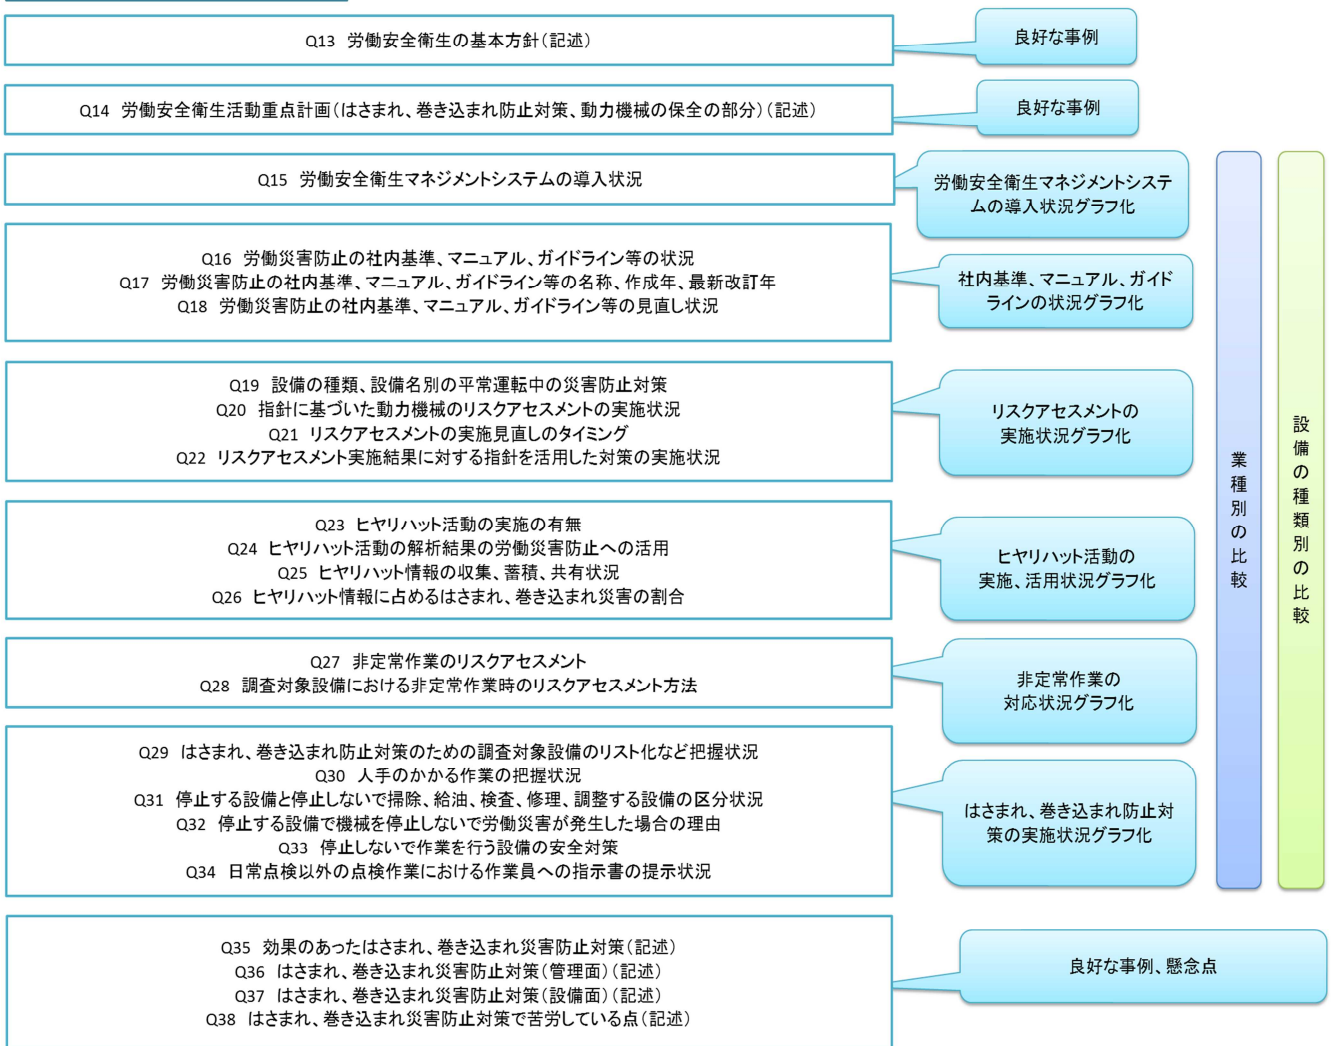 Q13 労働安全衛生の基本方針(記述)
良好な事例
Q14 労働安全衛生活動重点計画(はさまれ、巻き込まれ防止対策、動力機械の保全の部分)(記述)
良好な事例
Q15 労働安全衛生マネジメントシステムの導入状況
労働安全衛生マネジメントシステ
ムの導入状況グラフ化
Q16 労働災害防止の社内基準、マニュアル、ガイドライン等の状況
Q17 労働災害防止の社内基準、マニュアル、ガイドライン等の名称、作成年、最新改訂年
Q18 労働災害防止の社内基準、マニュアル、ガイドライン等の見直し状況
社内基準、マニュアル、ガイド
ラインの状況グラフ化
Q19 設備の種類、設備名別の平常運転中の災害防止対策
Q20 指針に基づいた動力機械のリスクアセスメントの実施状況
Q21 リスクアセスメントの実施見直しのタイミング
Q22 リスクアセスメント実施結果に対する指針を活用した対策の実施状況
リスクアセスメントの
実施状況グラフ化
Q23 ヒヤリハット活動の実施の有無
Q24 ヒヤリハット活動の解析結果の労働災害防止への活用
Q25 ヒヤリハット情報の収集、蓄積、共有状況
Q26 ヒヤリハット情報に占めるはさまれ、巻き込まれ災害の割合
ヒヤリハット活動の
実施、活用状況グラフ化
Q27 非定常作業のリスクアセスメント
Q28 調査対象設備における非定常作業時のリスクアセスメント方法
非定常作業の
対応状況グラフ化
Q29 はさまれ、巻き込まれ防止対策のための調査対象設備のリスト化など把握状況
Q30 人手のかかる作業の把握状況
Q31 停止する設備と停止しないで掃除、給油、検査、修理、調整する設備の区分状況
Q32 停止する設備で機械を停止しないで労働災害が発生した場合の理由
Q33 停止しないで作業を行う設備の安全対策
Q34 日常点検以外の点検作業における作業員への指示書の提示状況
はさまれ、巻き込まれ防止対
策の実施状況グラフ化
業種別の比較
設備の種類別の比較
Q35 効果のあったはさまれ、巻き込まれ災害防止対策(記述)
Q36 はさまれ、巻き込まれ災害防止対策(管理面)(記述)
Q37 はさまれ、巻き込まれ災害防止対策(設備面)(記述)
Q38 はさまれ、巻き込まれ災害防止対策で苦労している点(記述)
良好な事例、懸念点